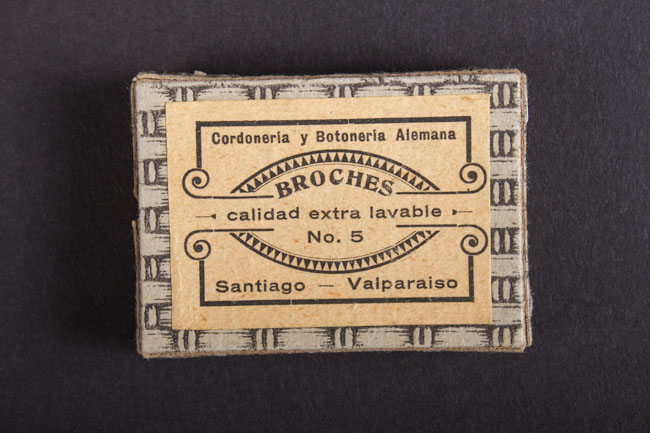 Cordoneria y Botoneria Alemana
BROCHES
calidad extra lavable
No. 5
Santiago — Valparaiso